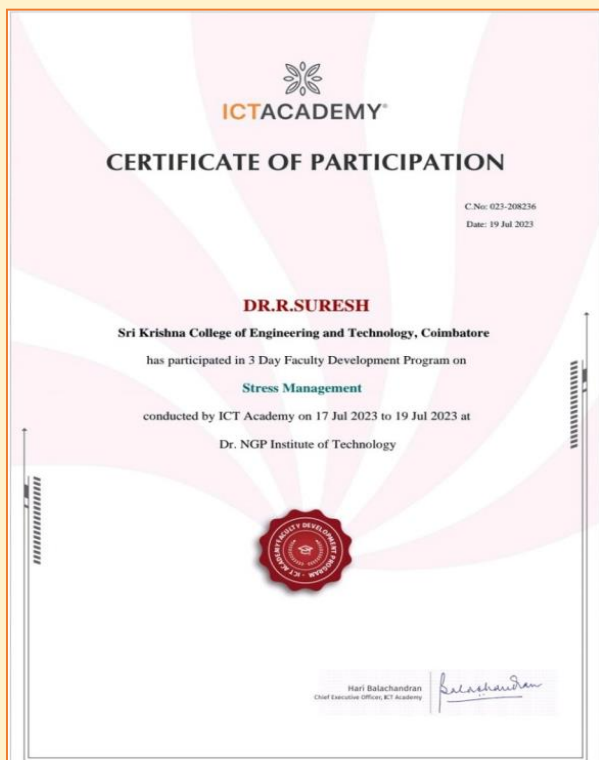 ICTACADEMY®
CERTIFICATE OF PARTICIPATION
C.No: 023-208236
Date: 19 Jul 2023
DR.R.SURESH
Sri Krishna College of Engineering and Technology, Coimbatore
has participated in 3 Day Faculty Development Program on
Stress Management
conducted by ICT Academy on 17 Jul 2023 to 19 Jul 2023 at
Dr. NGP Institute of Technology
FACULTY DEVELOPMENT PROGRAM
ICT ACADEMY
Hari Balachandran
Chief Executive Officer, ICT Academy
Balachandran